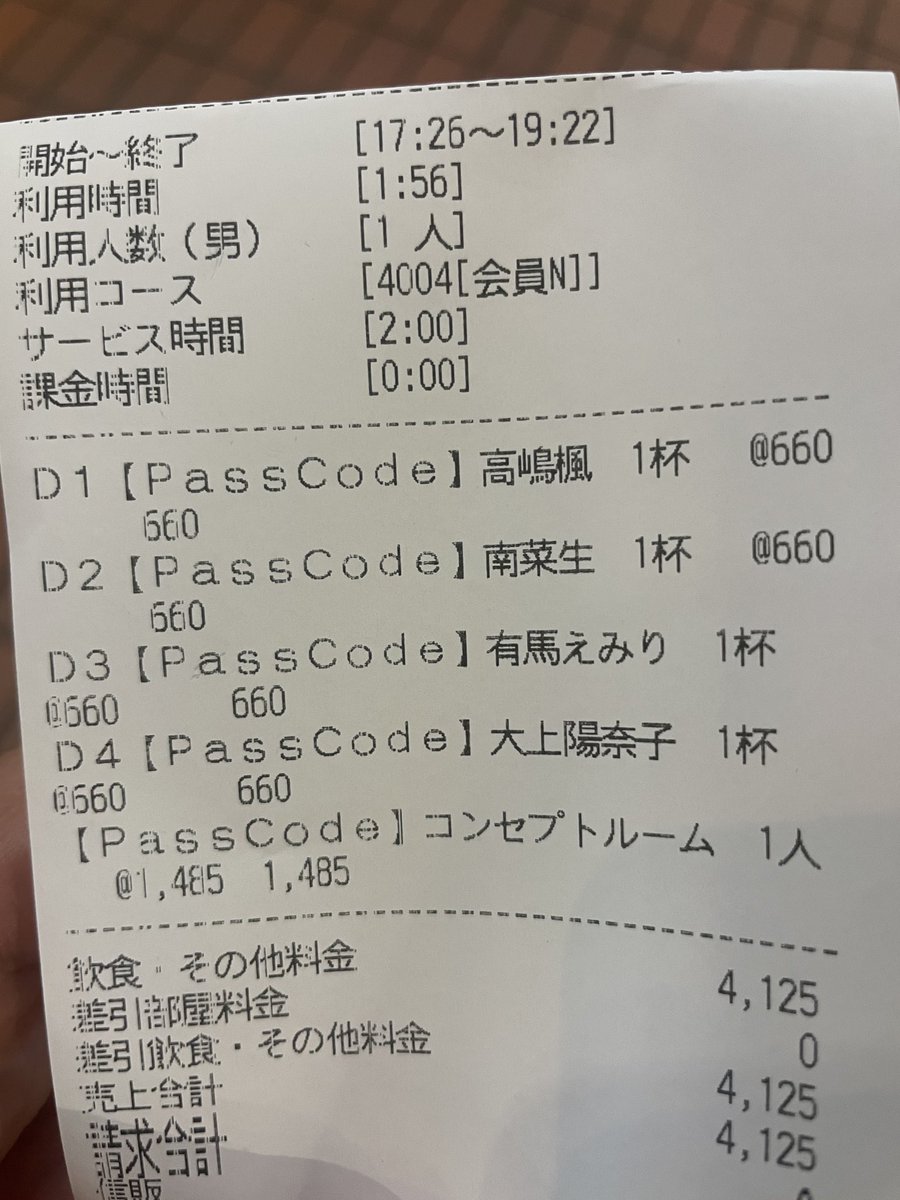 開始～終了 [17:26～19:22]
利用時間 [1:56]
利用人数（男） [1 人]
利用コース [4004[会員N]]
サービス時間 [2:00]
課金時間 [0:00]
D1【PassCode】高嶋楓 1杯 @660
660
D2【PassCode】南菜生 1杯 @660
660
D3【PassCode】有馬えみり 1杯
@660 660
D4【PassCode】大上陽奈子 1杯
@660 660
【PassCode】コンセプトルーム 1人
@1,485 1,485
飲食・その他料金 4,125
差引部屋料金 0
差引飲食・その他料金 4,125
売上合計 4,125
請求合計